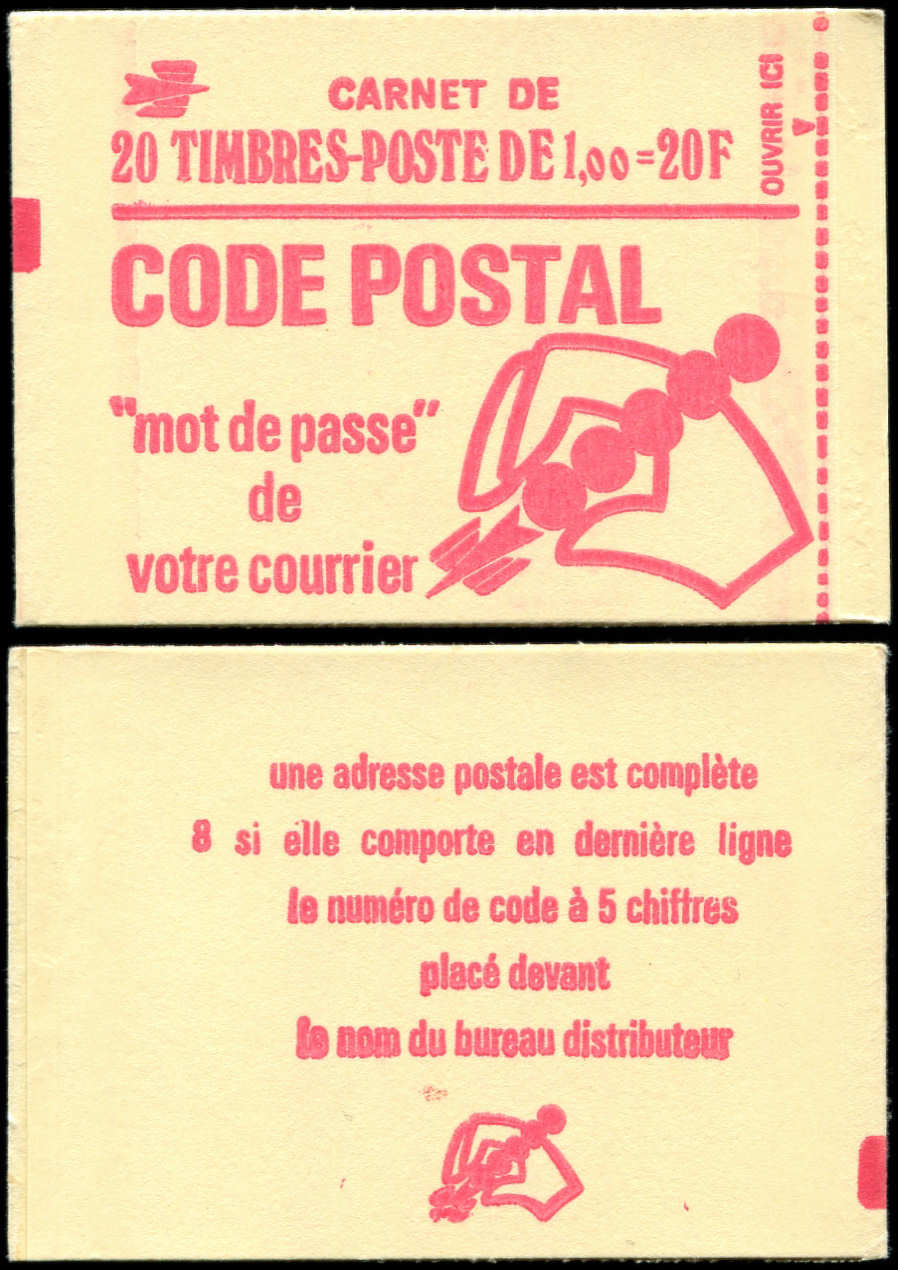 CARNET DE
20 TIMBRES-POSTE DE 1,00 = 20F
OUVRIR ICI
CODE POSTAL
"mot de passe"
de
votre courrier
une adresse postale est complète
8 si elle comporte en dernière ligne
le numéro de code à 5 chiffres
placé devant
le nom du bureau distributeur